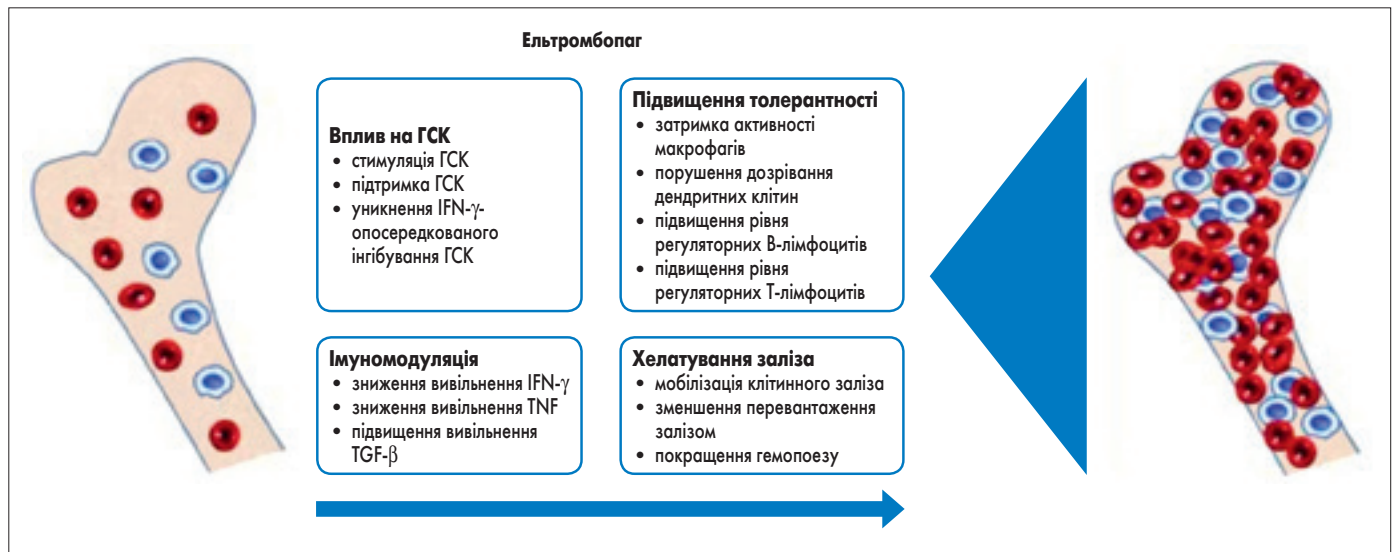 Ельтромбопаг
Вплив на ГСК
• стимуляція ГСК
• підтримка ГСК
• уникнення IFN-γ-
опосередкованого
інгібування ГСК
Підвищення толерантності
• затримка активності
макрофагів
• порушення дозрівання
дендритних клітин
• підвищення рівня
регуляторних В-лімфоцитів
• підвищення рівня
регуляторних Т-лімфоцитів
Імуномодуляція
• зниження вивільнення IFN-γ
• зниження вивільнення TNF
• підвищення вивільнення
TGF-β
Хелатування заліза
• мобілізація клітинного заліза
• зменшення перевантаження
залізом
• покращення гемопоезу